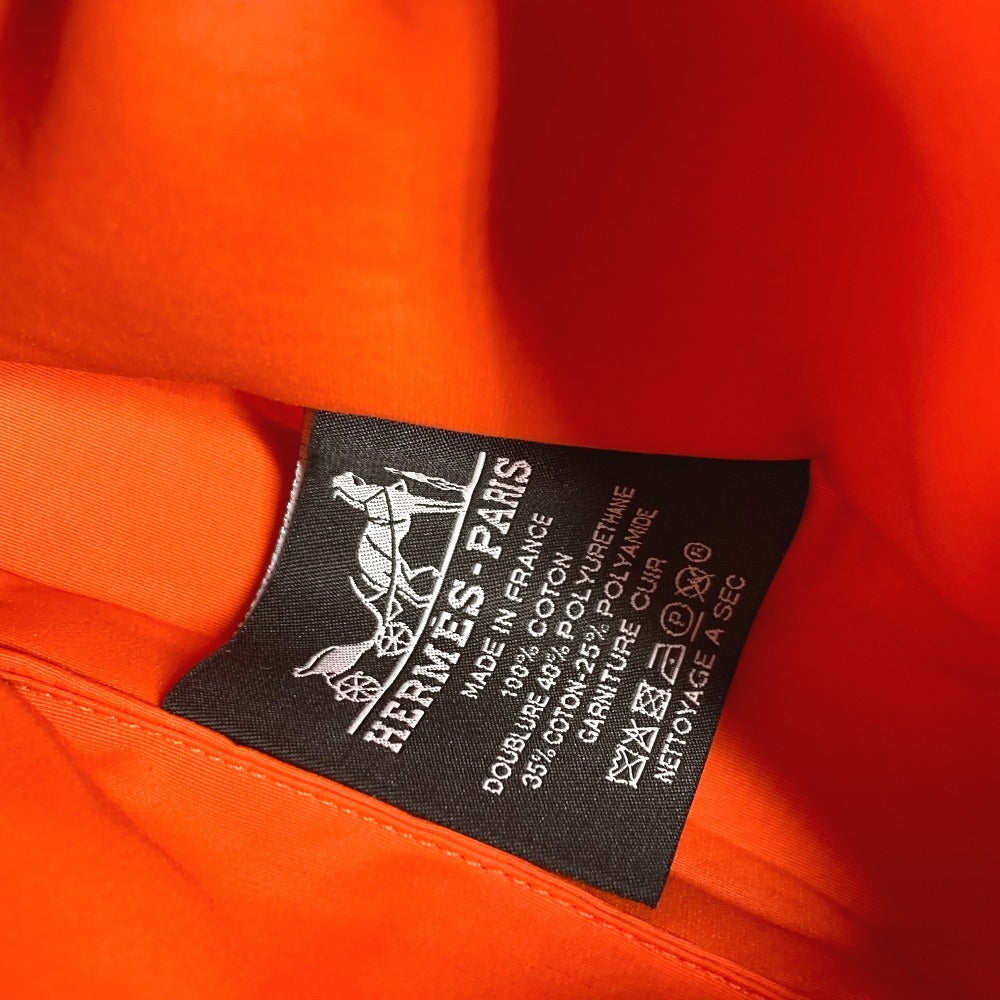 HERMÈS-PARIS
MADE IN FRANCE
100% COTON
DOUBLURE 40% POLYURETHANE
35% COTON-25% POLYAMIDE
GARNITURE CUIR
P ®
NETTOYAGE A SEC